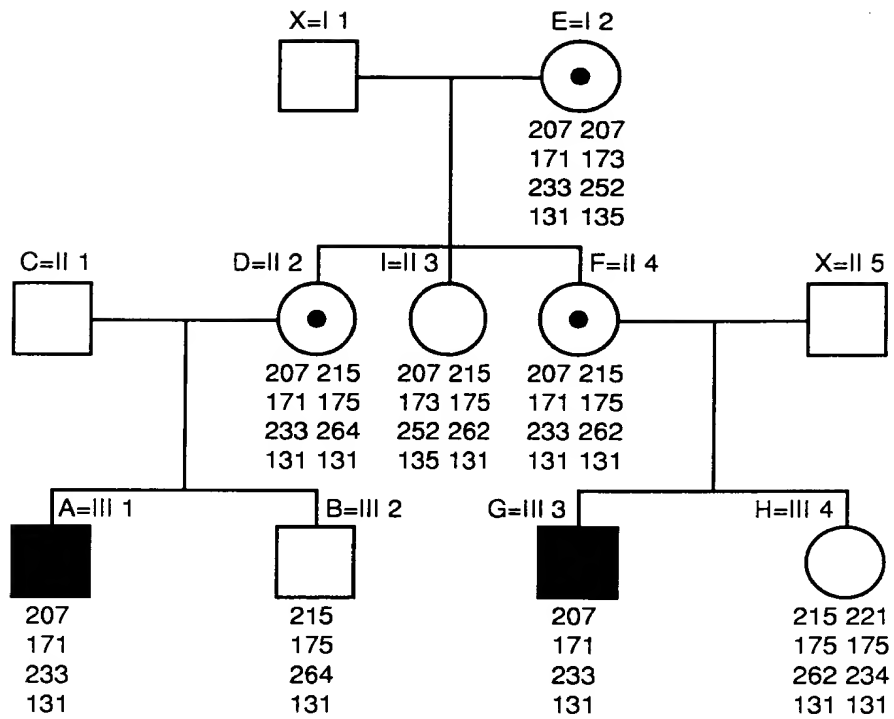 X=I 1 E=I 2
207 207
171 173
233 252
131 135
C=II 1 D=II 2 I=II 3 F=II 4 X=II 5
207 215 207 215 207 215
171 175 173 175 171 175
233 264 252 262 233 262
131 131 135 131 131 131
A=III 1 B=III 2 G=III 3 H=III 4
207 215 207 215 221
171 175 171 175 175
233 264 233 262 234
131 131 131 131 131